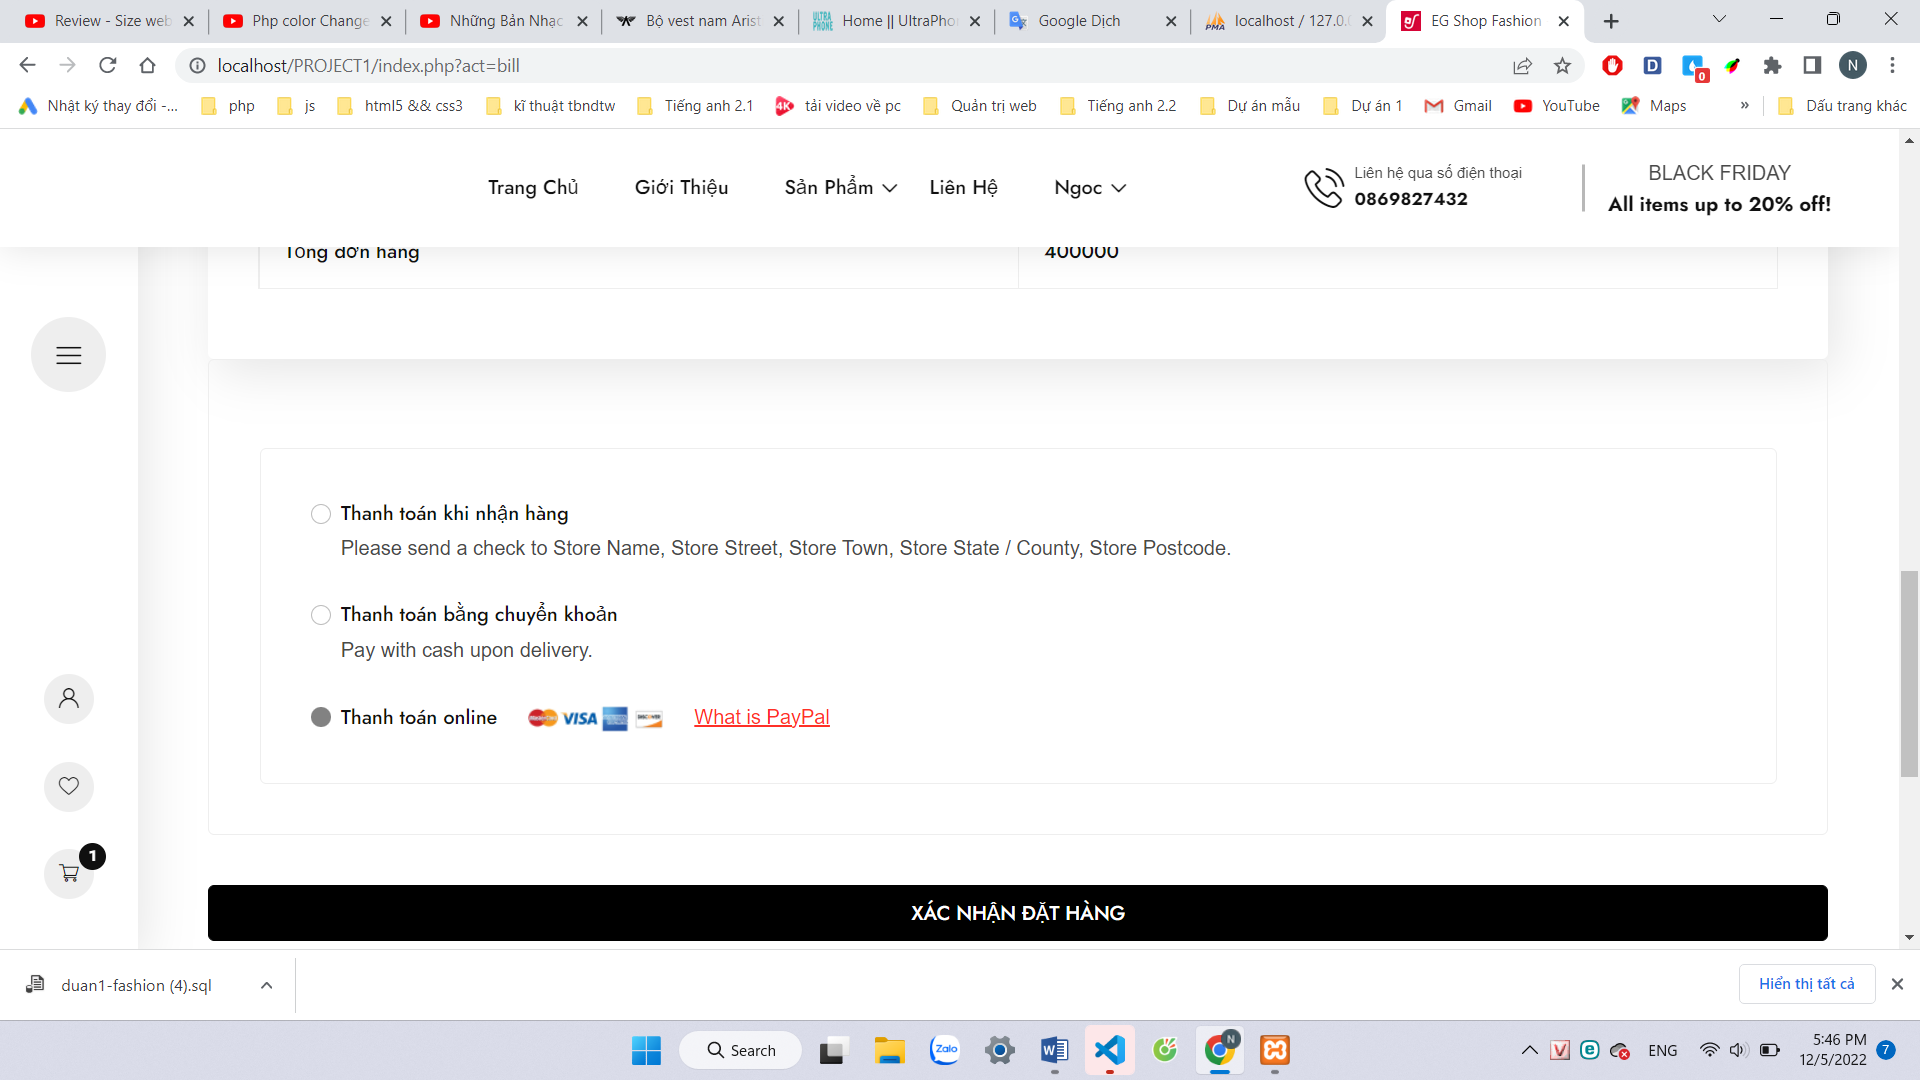 Review - Size web
Php color Change
Những Bản Nhạc
Bộ vest nam Arist
Home || UltraPho
Google Dịch
localhost / 127.0.0
EG Shop Fashion
localhost/PROJECT1/index.php?act=bill
D
0
N
Nhật ký thay đổi -...
php
js
html5 && css3
kĩ thuật tbndtw
Tiếng anh 2.1
tải video về pc
Quản trị web
Tiếng anh 2.2
Dự án mẫu
Dự án 1
Gmail
YouTube
Maps
»
Dấu trang khác
Trang Chủ
Giới Thiệu
Sản Phẩm
Liên Hệ
Ngoc
Liên hệ qua số điện thoại
0869827432
BLACK FRIDAY
All items up to 20% off!
Tổng đơn hàng
400000
Thanh toán khi nhận hàng
Please send a check to Store Name, Store Street, Store Town, Store State / County, Store Postcode.
Thanh toán bằng chuyển khoản
Pay with cash upon delivery.
Thanh toán online
MasterCard VISA DISCOVER
What is PayPal
1
XÁC NHẬN ĐẶT HÀNG
duan1-fashion (4).sql
Hiển thị tất cả
Search
Zalo
N
ENG
5:46 PM
12/5/2022
7